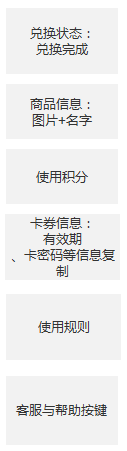 兑换状态：
兑换完成
商品信息：
图片+名字
使用积分
卡券信息：
有效期
、卡密码等信息复
制
使用规则
客服与帮助按键